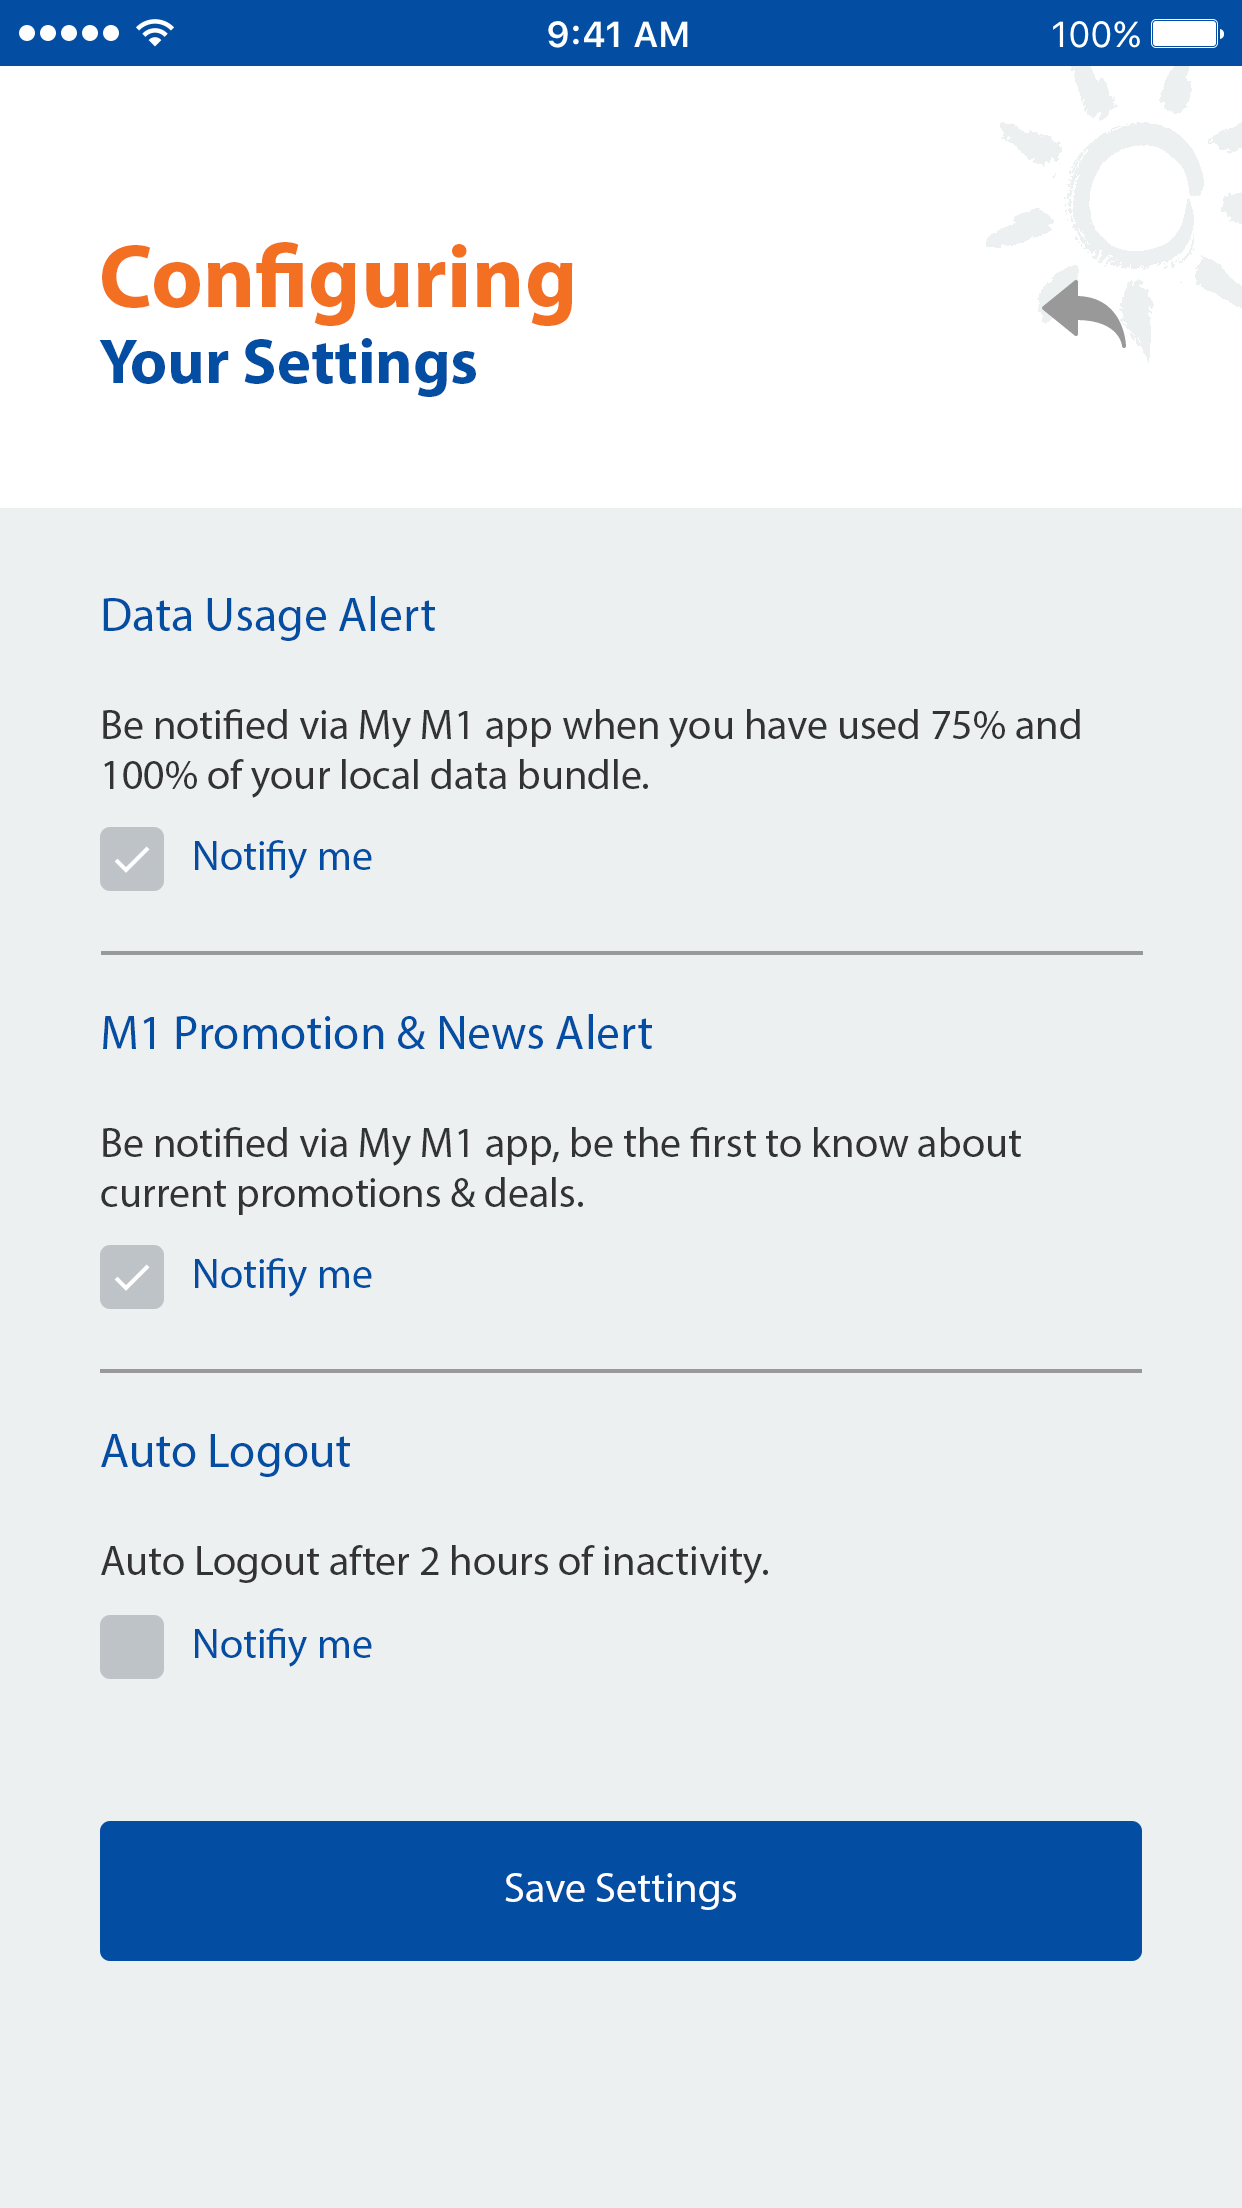 9:41 AM
100%
Configuring
Your Settings
Data Usage Alert
Be notified via My M1 app when you have used 75% and
100% of your local data bundle.
Notifiy me
M1 Promotion & News Alert
Be notified via My M1 app, be the first to know about
current promotions & deals.
Notifiy me
Auto Logout
Auto Logout after 2 hours of inactivity.
Notifiy me
Save Settings